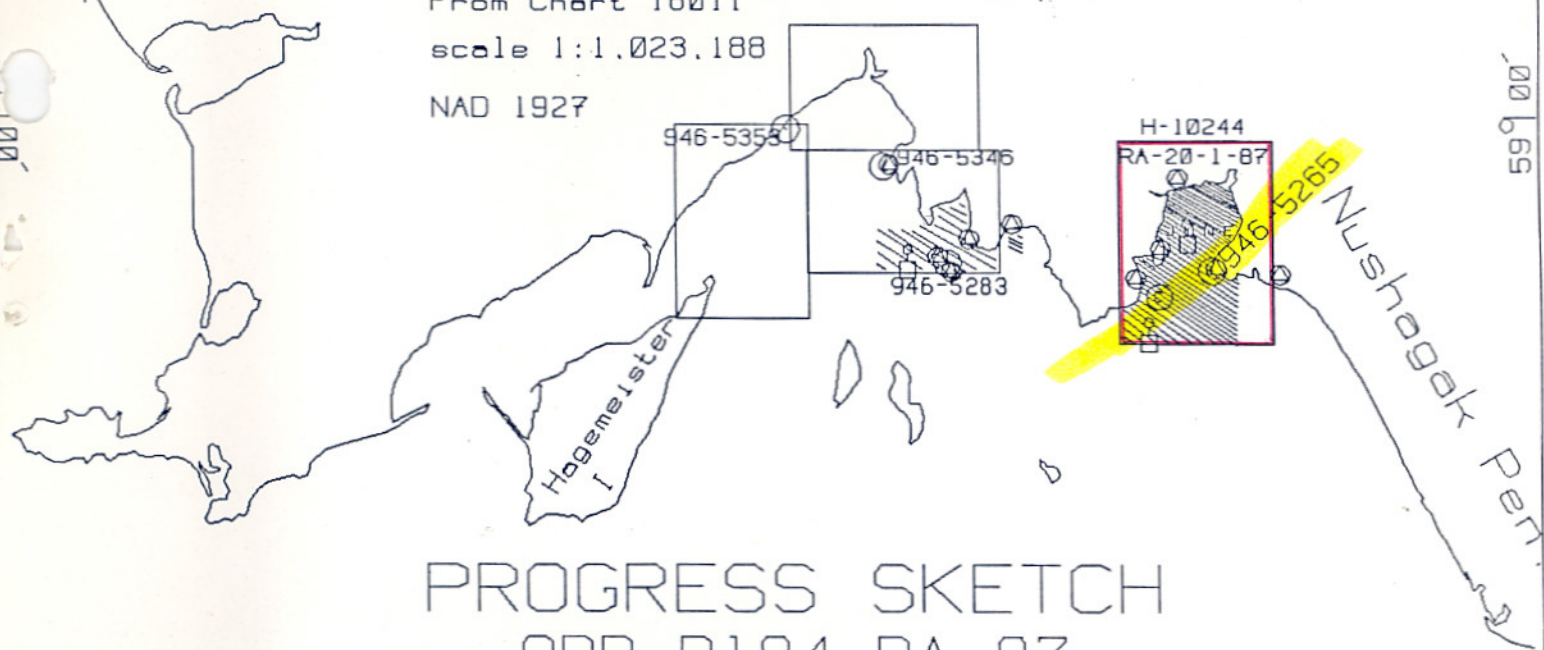 From Chart 16011
scale 1:1,023,188
NAD 1927
946-5353
946-5346
946-5283
H-10244
RA-20-1-87
946-5265
59°00'
Nushagak Pen.
Hagemeister
I
PROGRESS SKETCH